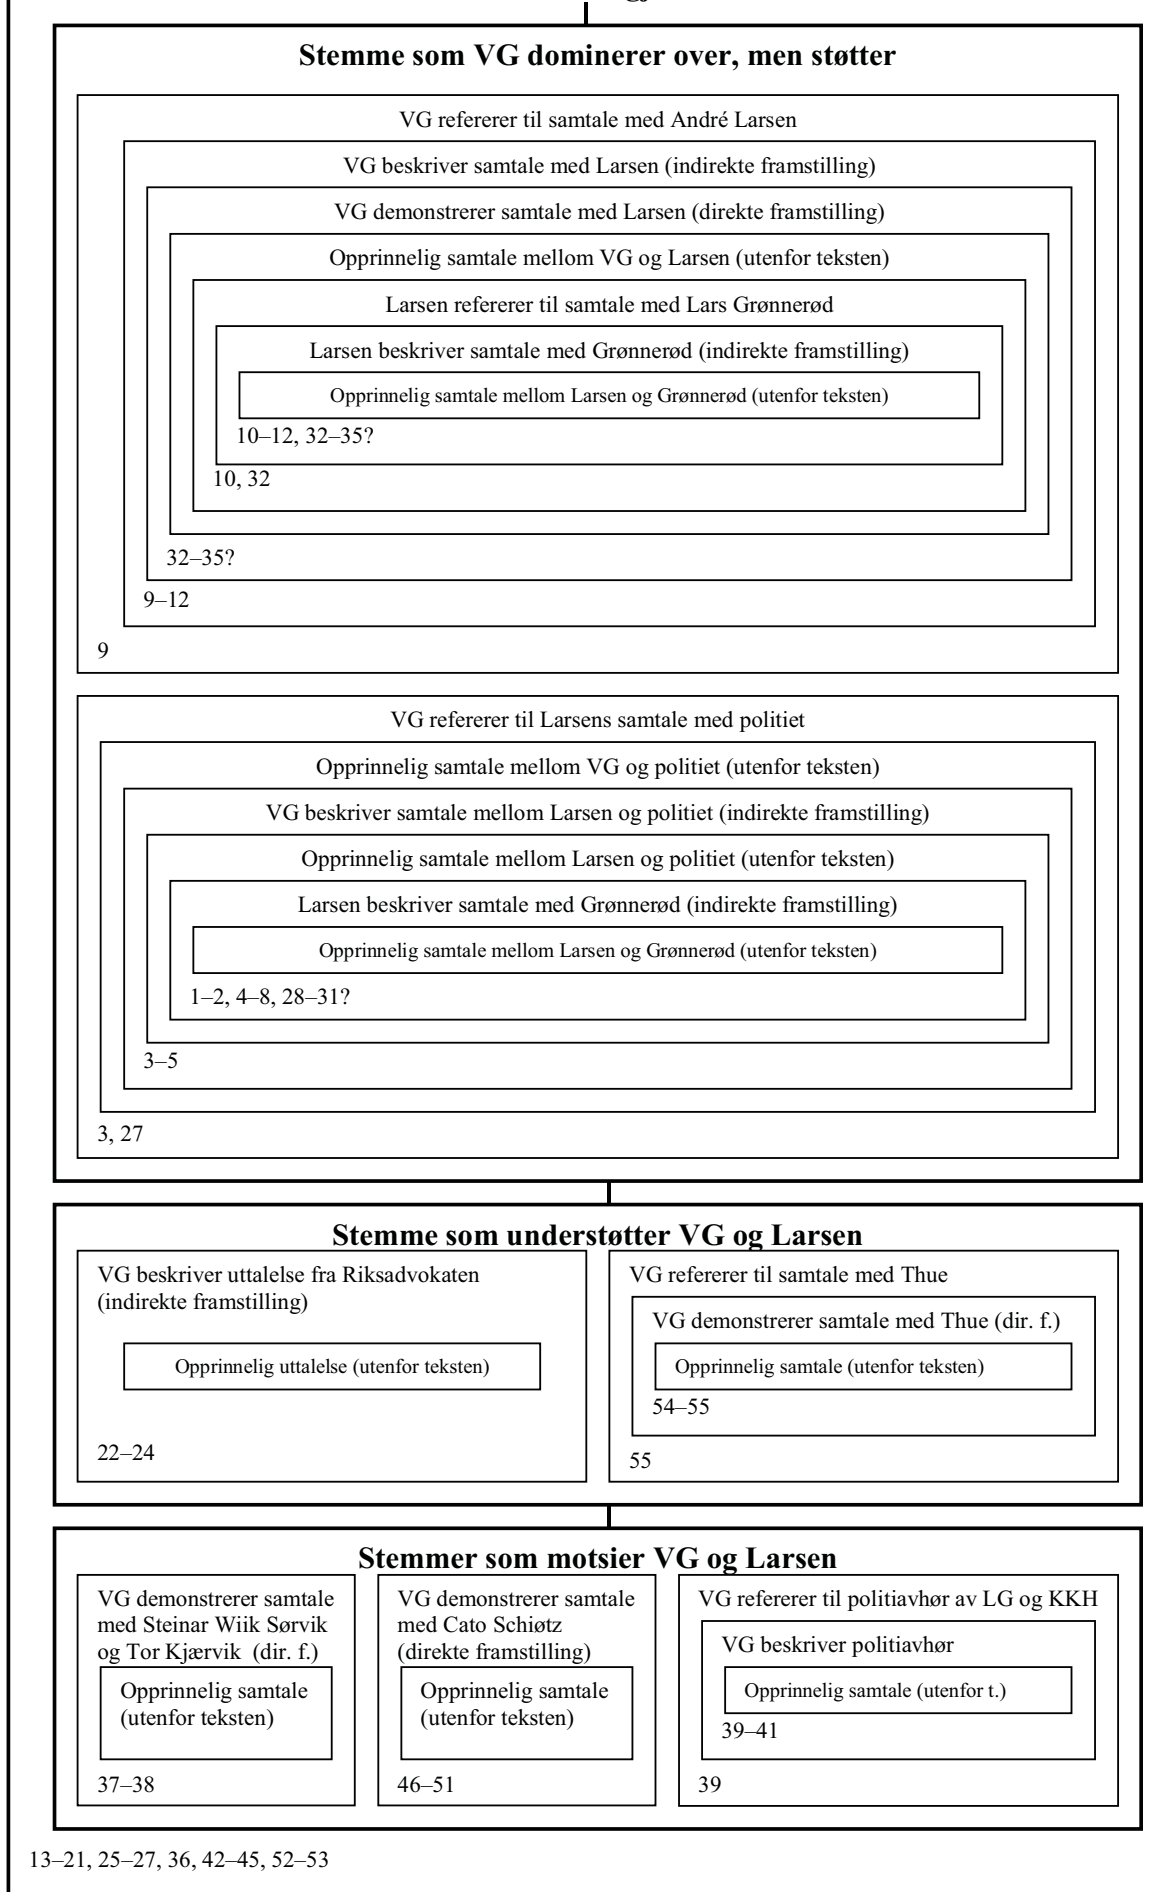 Stemme som VG dominerer over, men støtter
VG refererer til samtale med André Larsen
VG beskriver samtale med Larsen (indirekte framstilling)
VG demonstrerer samtale med Larsen (direkte framstilling)
Opprinnelig samtale mellom VG og Larsen (utenfor teksten)
Larsen refererer til samtale med Lars Grønnerød
Larsen beskriver samtale med Grønnerød (indirekte framstilling)
Opprinnelig samtale mellom Larsen og Grønnerød (utenfor teksten)
10–12, 32–35?
10, 32
32–35?
9–12
9
VG refererer til Larsens samtale med politiet
Opprinnelig samtale mellom VG og politiet (utenfor teksten)
VG beskriver samtale mellom Larsen og politiet (indirekte framstilling)
Opprinnelig samtale mellom Larsen og politiet (utenfor teksten)
Larsen beskriver samtale med Grønnerød (indirekte framstilling)
Opprinnelig samtale mellom Larsen og Grønnerød (utenfor teksten)
1–2, 4–8, 28–31?
3–5
3, 27
Stemme som understøtter VG og Larsen
VG beskriver uttalelse fra Riksadvokaten
(indirekte framstilling)
Opprinnelig uttalelse (utenfor teksten)
22–24
VG refererer til samtale med Thue
VG demonstrerer samtale med Thue (dir. f.)
Opprinnelig samtale (utenfor teksten)
54–55
55
Stemmer som motsier VG og Larsen
VG demonstrerer samtale
med Steinar Wiik Sørvik
og Tor Kjærvik (dir. f.)
Opprinnelig samtale
(utenfor teksten)
37–38
VG demonstrerer samtale
med Cato Schiøtz
(direkte framstilling)
Opprinnelig samtale
(utenfor teksten)
46–51
VG refererer til politiavhør av LG og KKH
VG beskriver politiavhør
Opprinnelig samtale (utenfor t.)
39–41
39
13–21, 25–27, 36, 42–45, 52–53